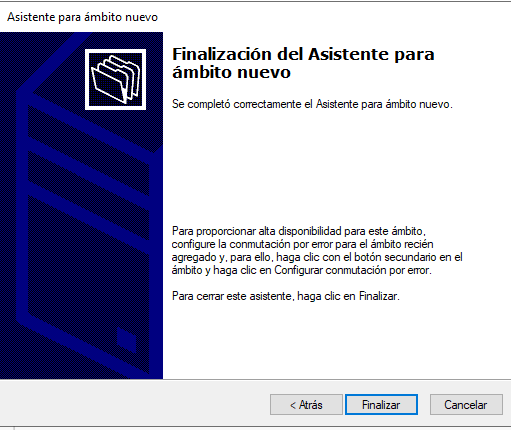 Asistente para ámbito nuevo
Finalización del Asistente para
ámbito nuevo
Se completó correctamente el Asistente para ámbito nuevo.
Para proporcionar alta disponibilidad para este ámbito,
configure la conmutación por error para el ámbito recién
agregado y, para ello, haga clic con el botón secundario en el
ámbito y haga clic en Configurar conmutación por error.
Para cerrar este asistente, haga clic en Finalizar.
< Atrás
Finalizar
Cancelar